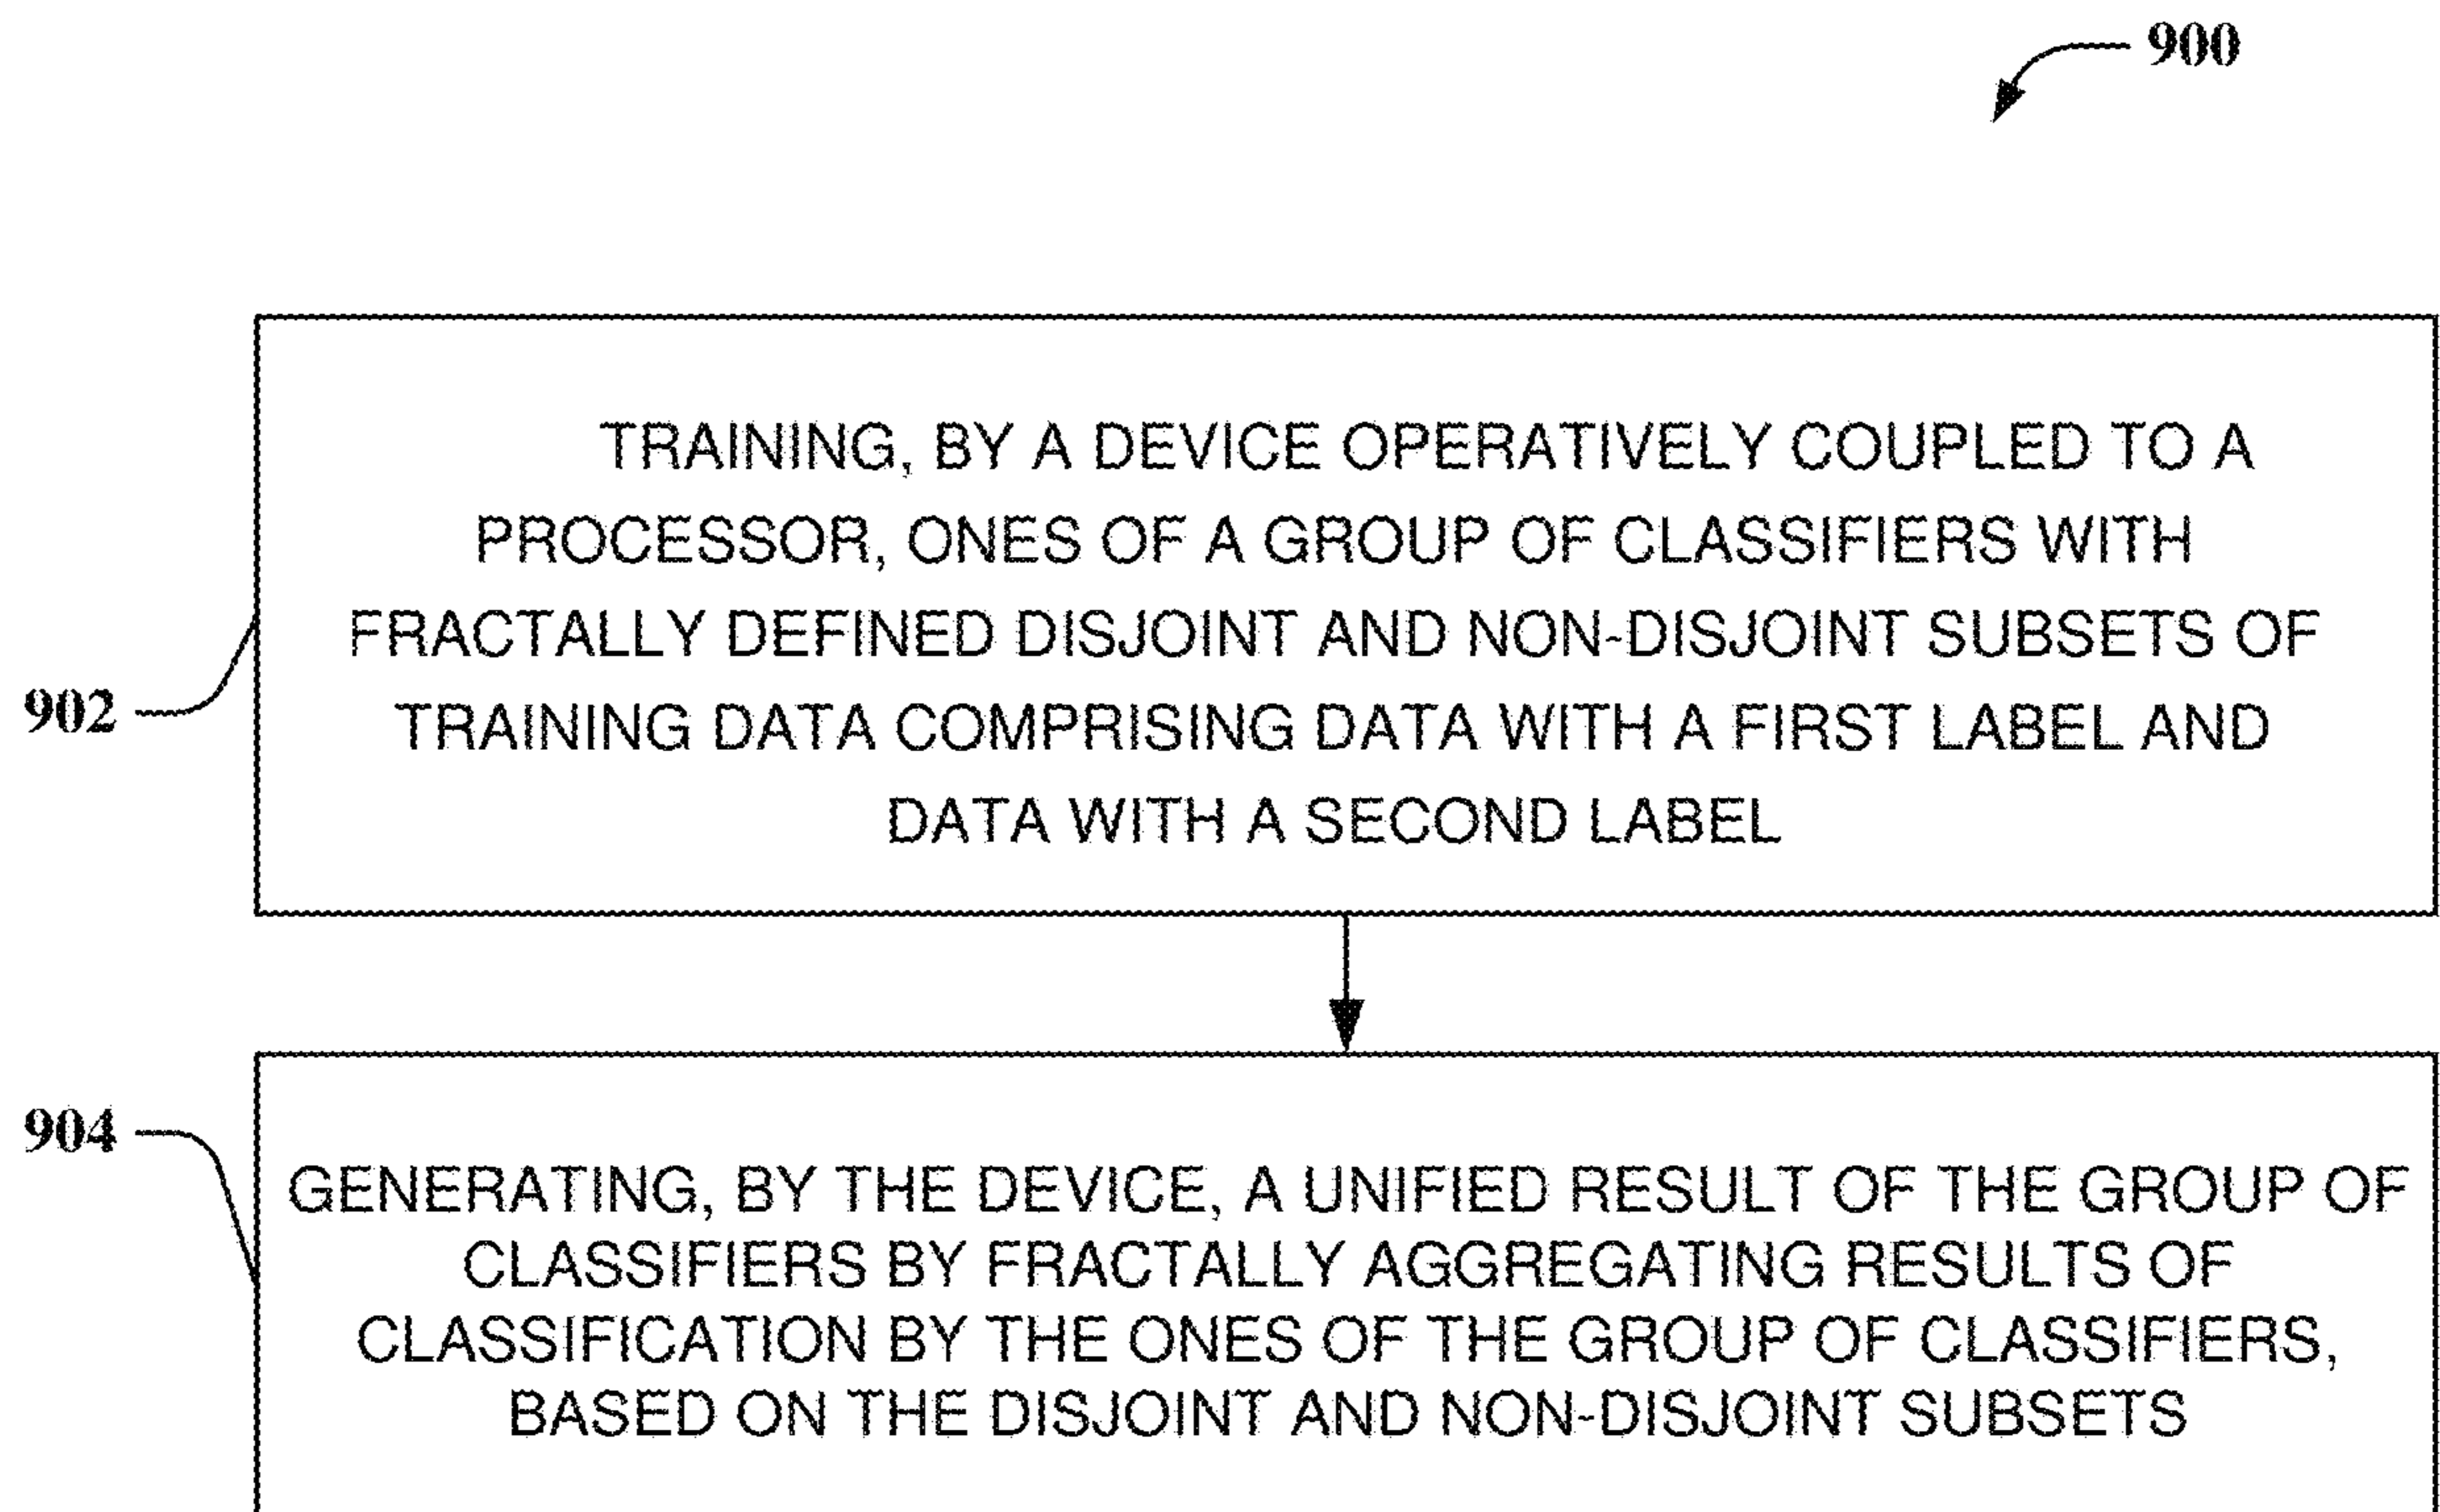 900
TRAINING, BY A DEVICE OPERATIVELY COUPLED TO A
PROCESSOR, ONES OF A GROUP OF CLASSIFIERS WITH
FRACTALLY DEFINED DISJOINT AND NON-DISJOINT SUBSETS OF
TRAINING DATA COMPRISING DATA WITH A FIRST LABEL AND
DATA WITH A SECOND LABEL
902
904
GENERATING, BY THE DEVICE, A UNIFIED RESULT OF THE GROUP OF
CLASSIFIERS BY FRACTALLY AGGREGATING RESULTS OF
CLASSIFICATION BY THE ONES OF THE GROUP OF CLASSIFIERS,
BASED ON THE DISJOINT AND NON-DISJOINT SUBSETS